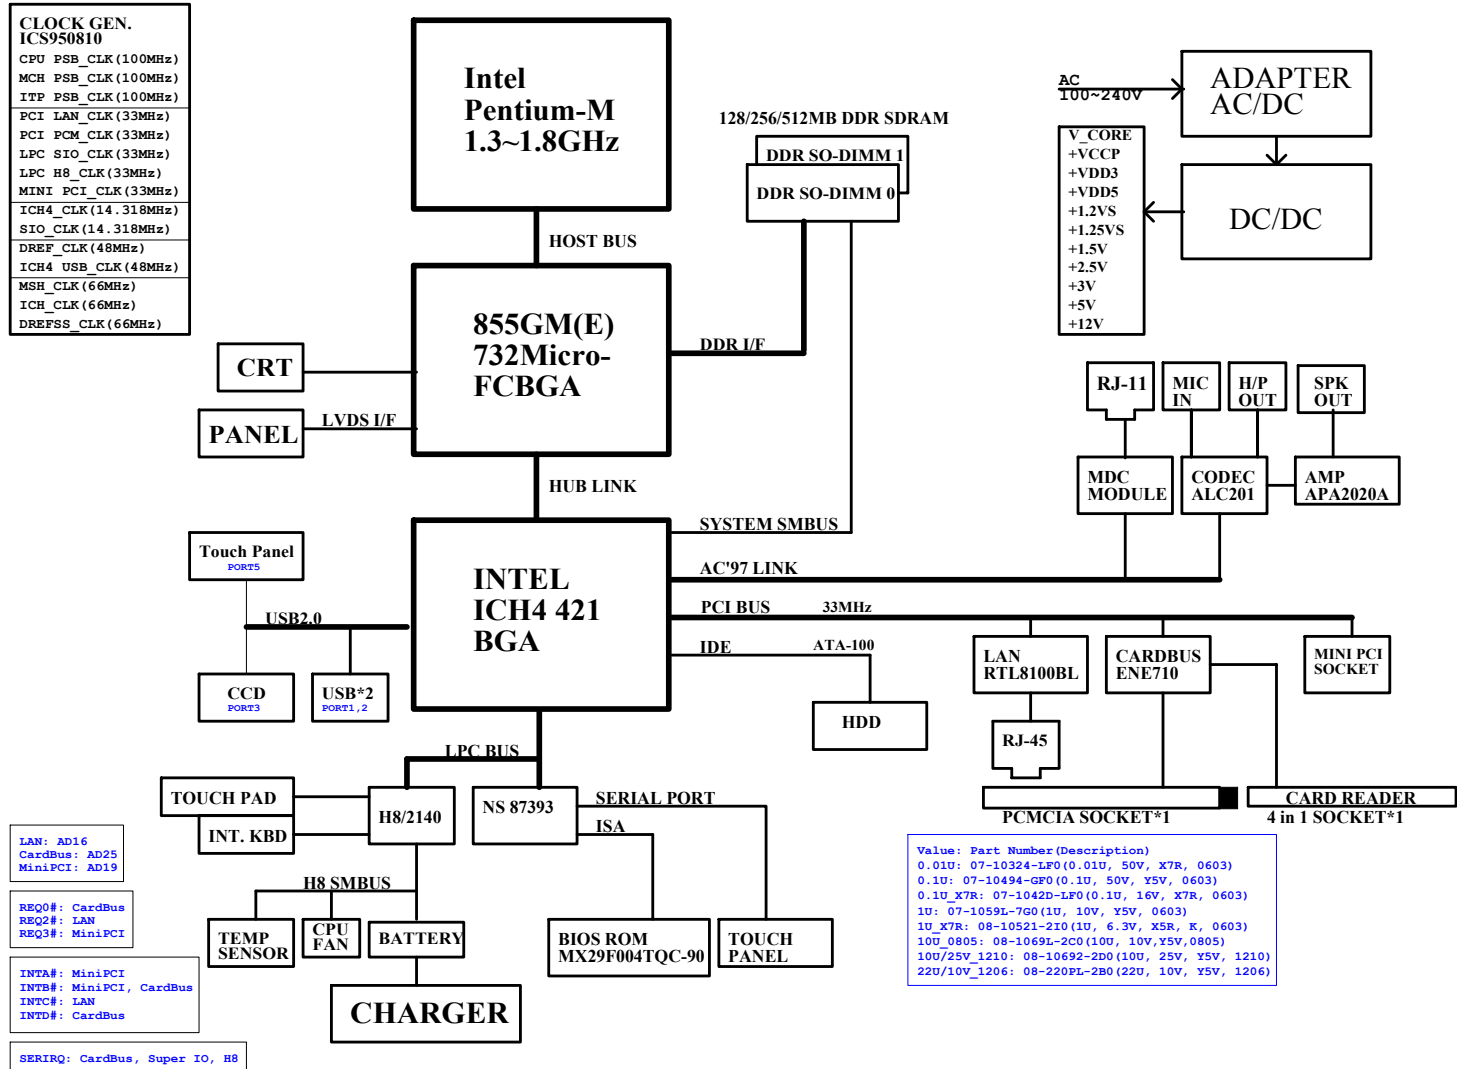 CLOCK GEN.
ICS950810
CPU PSB_CLK(100MHz)
MCH PSB_CLK(100MHz)
ITP PSB_CLK(100MHz)
PCI LAN_CLK(33MHz)
PCI PCM_CLK(33MHz)
LPC SIO_CLK(33MHz)
LPC H8_CLK(33MHz)
MINI PCI_CLK(33MHz)
ICH4_CLK(14.318MHz)
SIO_CLK(14.318MHz)
DREF_CLK(48MHz)
ICH4 USB_CLK(48MHz)
MSH_CLK(66MHz)
ICH_CLK(66MHz)
DREFSS_CLK(66MHz)
Intel
Pentium-M
1.3~1.8GHz
128/256/512MB DDR SDRAM
DDR SO-DIMM 1
DDR SO-DIMM 0
AC
100~240V
ADAPTER
AC/DC
DC/DC
V_CORE
+VCCP
+VDD3
+VDD5
+1.2VS
+1.25VS
+1.5V
+2.5V
+3V
+5V
+12V
HOST BUS
855GM(E)
732Micro-
FCBGA
DDR I/F
CRT
PANEL
LVDS I/F
HUB LINK
SYSTEM SMBUS
RJ-11
MIC
IN
H/P
OUT
SPK
OUT
MDC
MODULE
CODEC
ALC201
AMP
APA2020A
Touch Panel
PORT5
USB2.0
CCD
PORT3
USB*2
PORT1,2
INTEL
ICH4 421
BGA
AC'97 LINK
PCI BUS
33MHz
IDE
ATA-100
HDD
LAN
RTL8100BL
CARDBUS
ENE710
MINI PCI
SOCKET
RJ-45
PCMCIA SOCKET*1
CARD READER
4 in 1 SOCKET*1
LPC BUS
TOUCH PAD
INT. KBD
H8/2140
NS 87393
SERIAL PORT
ISA
H8 SMBUS
TEMP
SENSOR
CPU
FAN
BATTERY
CHARGER
BIOS ROM
MX29F004TQC-90
TOUCH
PANEL
LAN: AD16
CardBus: AD25
MiniPCI: AD19
REQ0#: CardBus
REQ2#: LAN
REQ3#: MiniPCI
INTA#: MiniPCI
INTB#: MiniPCI, CardBus
INTC#: LAN
INTD#: CardBus
SERIRQ: CardBus, Super IO, H8
Value: Part Number(Description)
0.01U: 07-10324-LF0(0.01U, 50V, X7R, 0603)
0.1U: 07-10494-GF0(0.1U, 50V, Y5V, 0603)
0.1U_X7R: 07-1042D-LF0(0.1U, 16V, X7R, 0603)
1U: 07-1059L-7G0(1U, 10V, Y5V, 0603)
1U_X7R: 08-10521-2I0(1U, 6.3V, X5R, K, 0603)
10U_0805: 08-1069L-2C0(10U, 10V,Y5V,0805)
10U/25V_1210: 08-10692-2D0(10U, 25V, Y5V, 1210)
22U/10V_1206: 08-220PL-2B0(22U, 10V, Y5V, 1206)